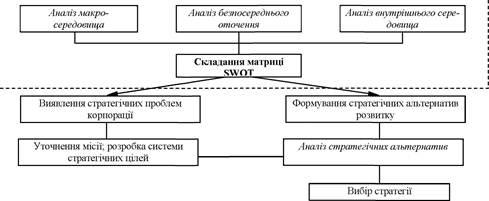 Аналіз макро-
середовища
Аналіз безпосереднього
оточення
Аналіз внутрішнього сере-
довища
Складання матриці
SWOT
Виявлення стратегічних проблем
корпорації
Формування стратегічних альтернатив
розвитку
Уточнення місії; розробка системи
стратегічних цілей
Аналіз стратегічних альтернатив
Вибір стратегії